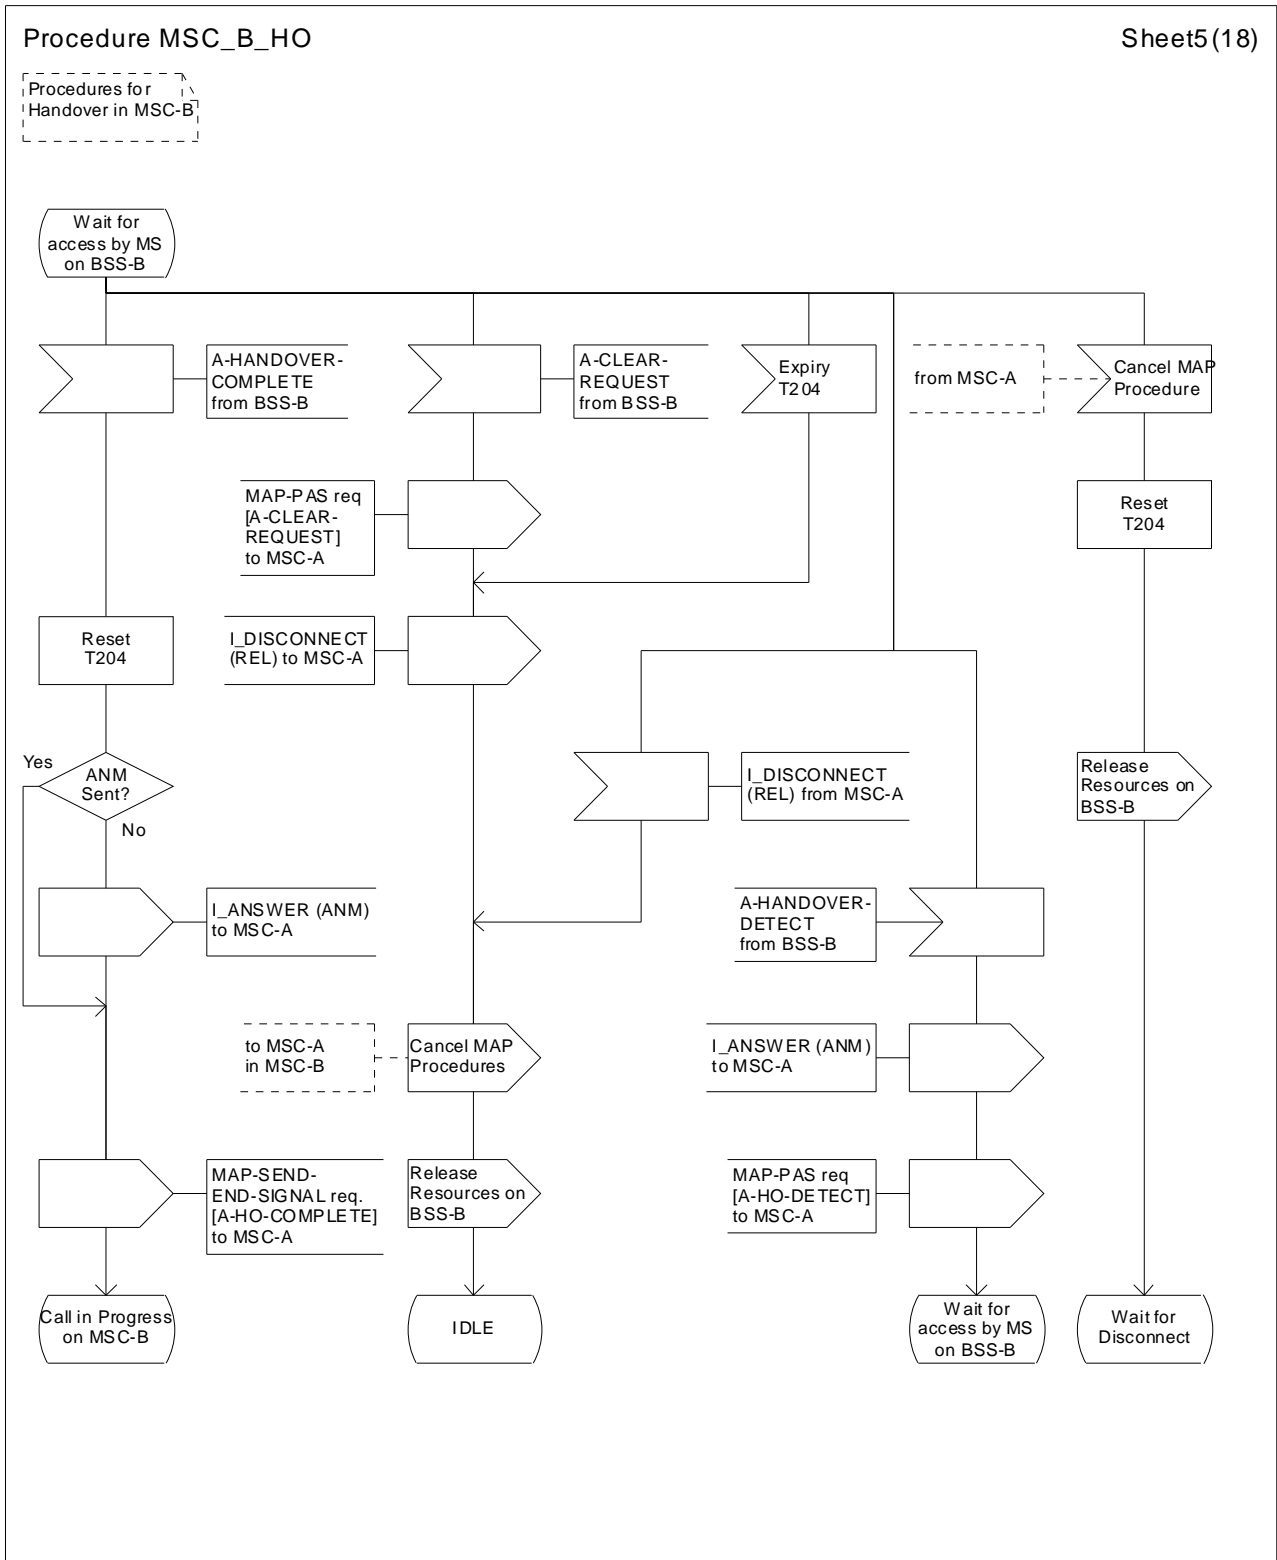 Procedure MSC_B_HO
Sheet5(18)
Procedures for
Handover in MSC-B
Wait for
access by MS
on BSS-B
A-HANDOVER-
COMPLETE
from BSS-B
A-CLEAR-
REQUEST
from BSS-B
Expiry
T204
from MSC-A
Cancel MAP
Procedure
MAP-PAS req
[A-CLEAR-
REQUEST]
to MSC-A
Reset
T204
Reset
T204
I_DISCONNECT
(REL) to MSC-A
Yes
ANM
Sent?
No
I_DISCONNECT
(REL) from MSC-A
Release
Resources on
BSS-B
I_ANSWER (ANM)
to MSC-A
A-HANDOVER-
DETECT
from BSS-B
to MSC-A
in MSC-B
Cancel MAP
Procedures
I_ANSWER (ANM)
to MSC-A
MAP-SEND-
END-SIGNAL req.
[A-HO-COMPLETE]
to MSC-A
Release
Resources on
BSS-B
MAP-PAS req
[A-HO-DETECT]
to MSC-A
Call in Progress
on MSC-B
IDLE
Wait for
access by MS
on BSS-B
Wait for
Disconnect